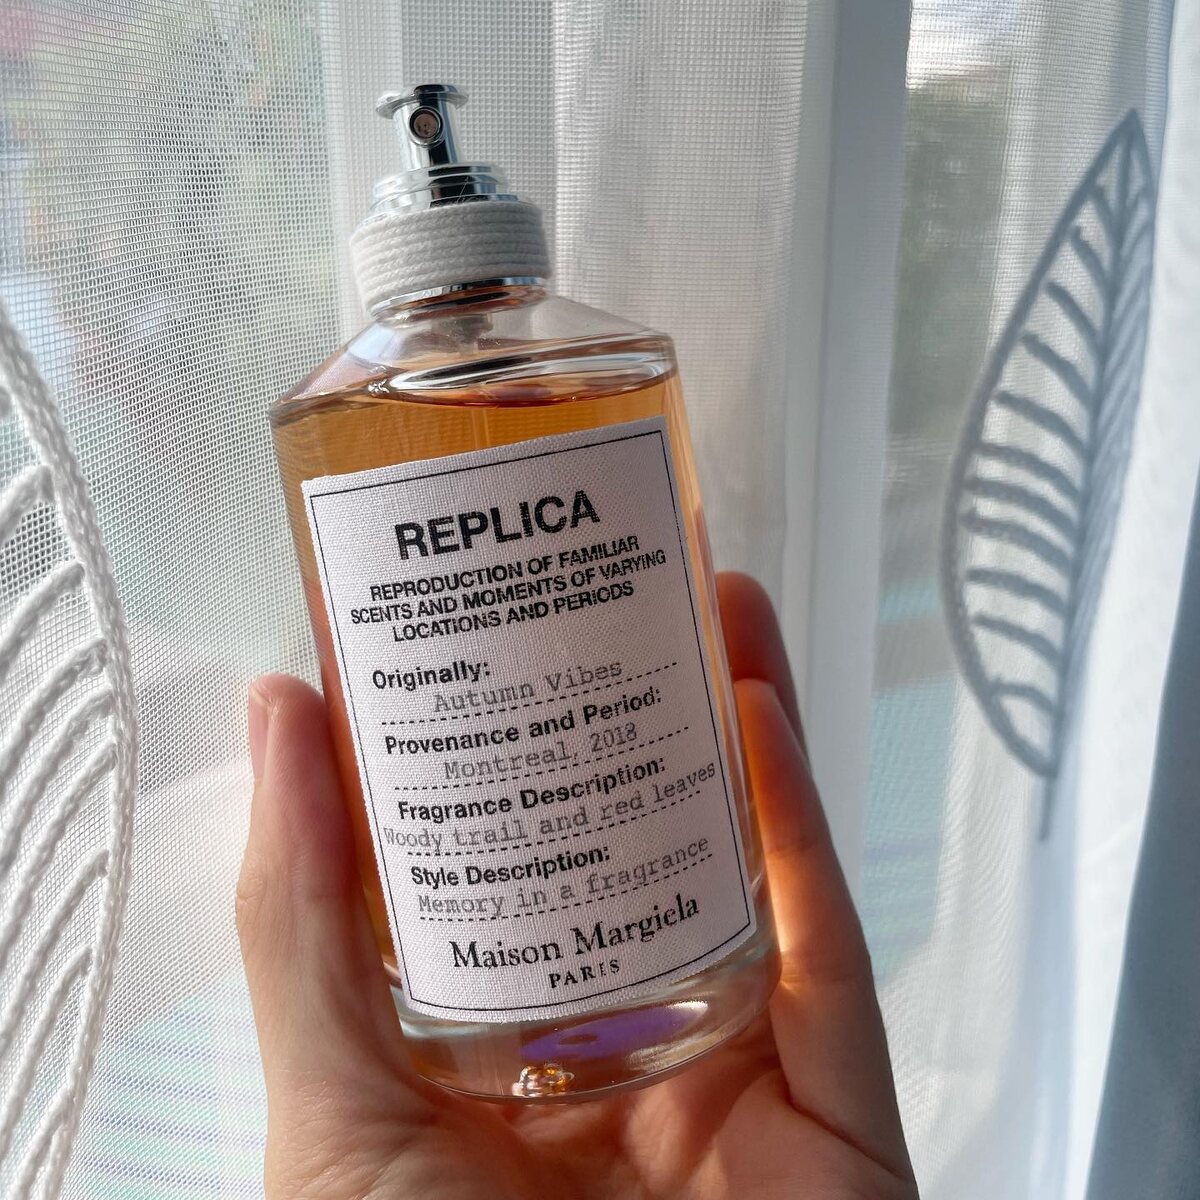 REPLICA
REPRODUCTION OF FAMILIAR
SCENTS AND MOMENTS OF VARYING
LOCATIONS AND PERIODS
Originally:
Autumn Vibes
Provenance and Period:
Montreal, 2018
Fragrance Description:
Woody trail and red leaves
Style Description:
Memory in a fragrance
Maison Margiela
PARIS